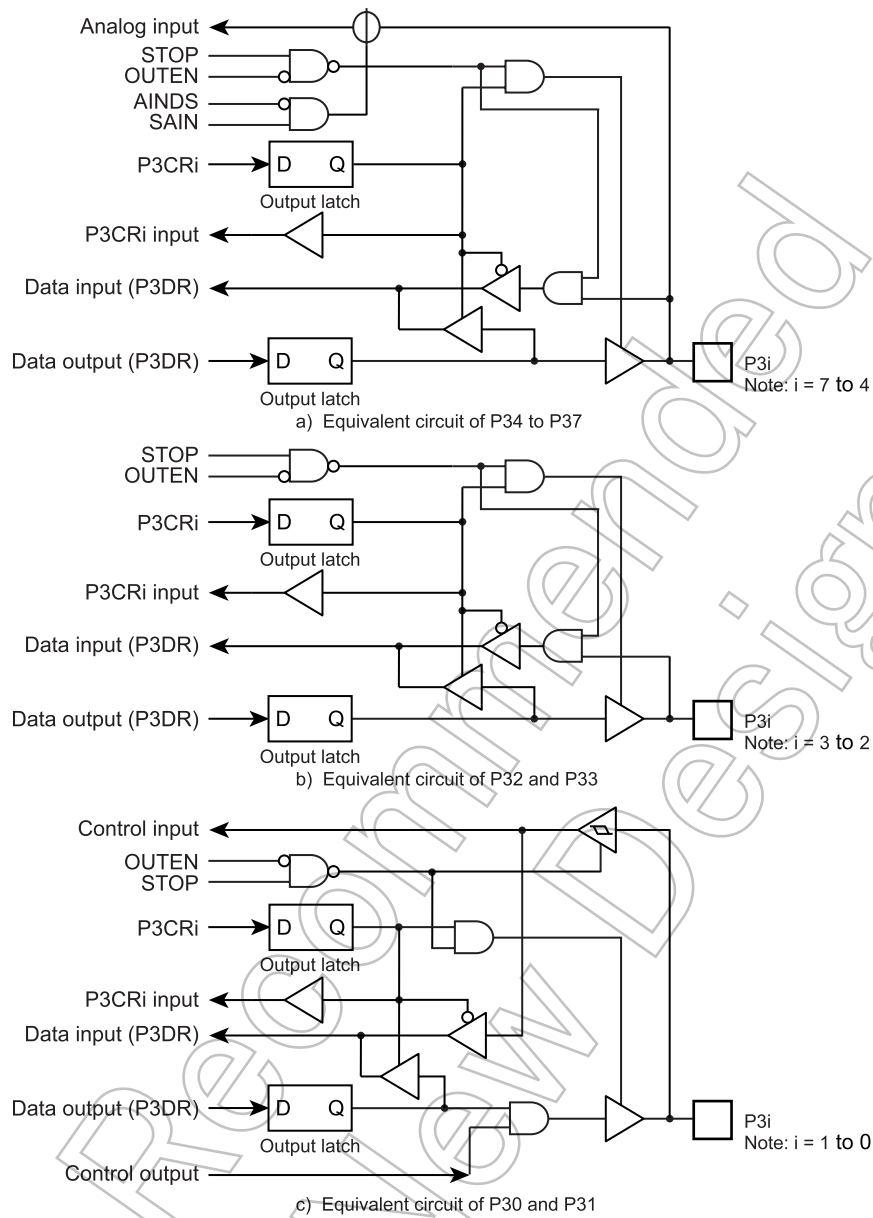 Analog input
STOP
OUTEN
AINDS
SAIN
P3CRi
D Q
Output latch
P3CRi input
Data input (P3DR)
Data output (P3DR)
D Q
Output latch
P3i
Note: i = 7 to 4
a) Equivalent circuit of P34 to P37
STOP
OUTEN
P3CRi
D Q
Output latch
P3CRi input
Data input (P3DR)
Data output (P3DR)
D Q
Output latch
P3i
Note: i = 3 to 2
b) Equivalent circuit of P32 and P33
Control input
OUTEN
STOP
P3CRi
D Q
Output latch
P3CRi input
Data input (P3DR)
Data output (P3DR)
D Q
Output latch
Control output
P3i
Note: i = 1 to 0
c) Equivalent circuit of P30 and P31
Recommended
New Design